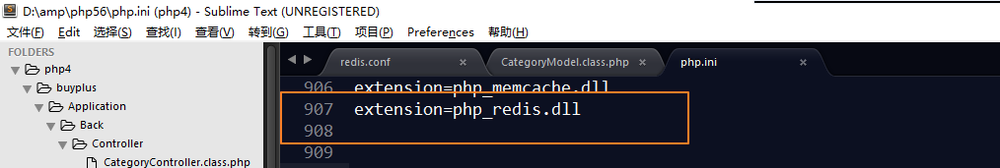 D:\amp\php56\php.ini (php4) - Sublime Text (UNREGISTERED)
文件(F) Edit 选择(S) 查找(I) 查看(V) 转到(G) 工具(T) 项目(P) Preferences 帮助(H)
FOLDERS
php4
buyplus
Application
Back
Controller
CategoryController.class.php
redis.conf × CategoryModel.class.php × php.ini ×
906 extension=php_memcache.dll
907 extension=php_redis.dll
908
909